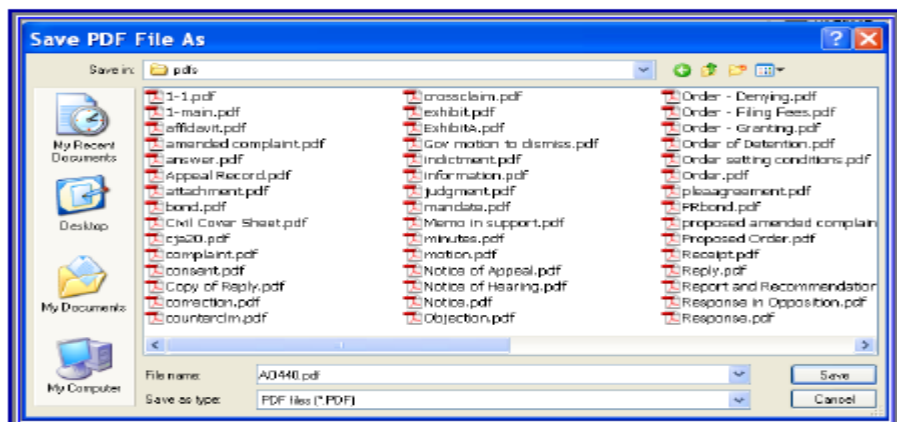 Save PDF File As
Save in: pdfs
My Recent Documents
Desktop
My Documents
My Computer
1-1.pdf
1-main.pdf
affidavit.pdf
amended complaint.pdf
answer.pdf
Appeal Record.pdf
attachment.pdf
bond.pdf
Civil Cover Sheet.pdf
cja20.pdf
complaint.pdf
consent.pdf
Copy of Reply.pdf
correction.pdf
counterclm.pdf
crossclaim.pdf
exhibit.pdf
ExhibitA.pdf
Gov motion to dismiss.pdf
indictment.pdf
information.pdf
judgment.pdf
mandate.pdf
Memo in support.pdf
minutes.pdf
motion.pdf
Notice of Appeal.pdf
Notice of Hearing.pdf
Notice.pdf
Objection.pdf
Order - Denying.pdf
Order - Filing Fees.pdf
Order - Granting.pdf
Order of Detention.pdf
Order setting conditions.pdf
Order.pdf
pleaagreement.pdf
PRbond.pdf
proposed amended complain
Proposed Order.pdf
Receipt.pdf
Reply.pdf
Report and Recommendation
Response in Opposition.pdf
Response.pdf
File name: AO440.pdf Save
Save as type: PDF files (*.PDF) Cancel